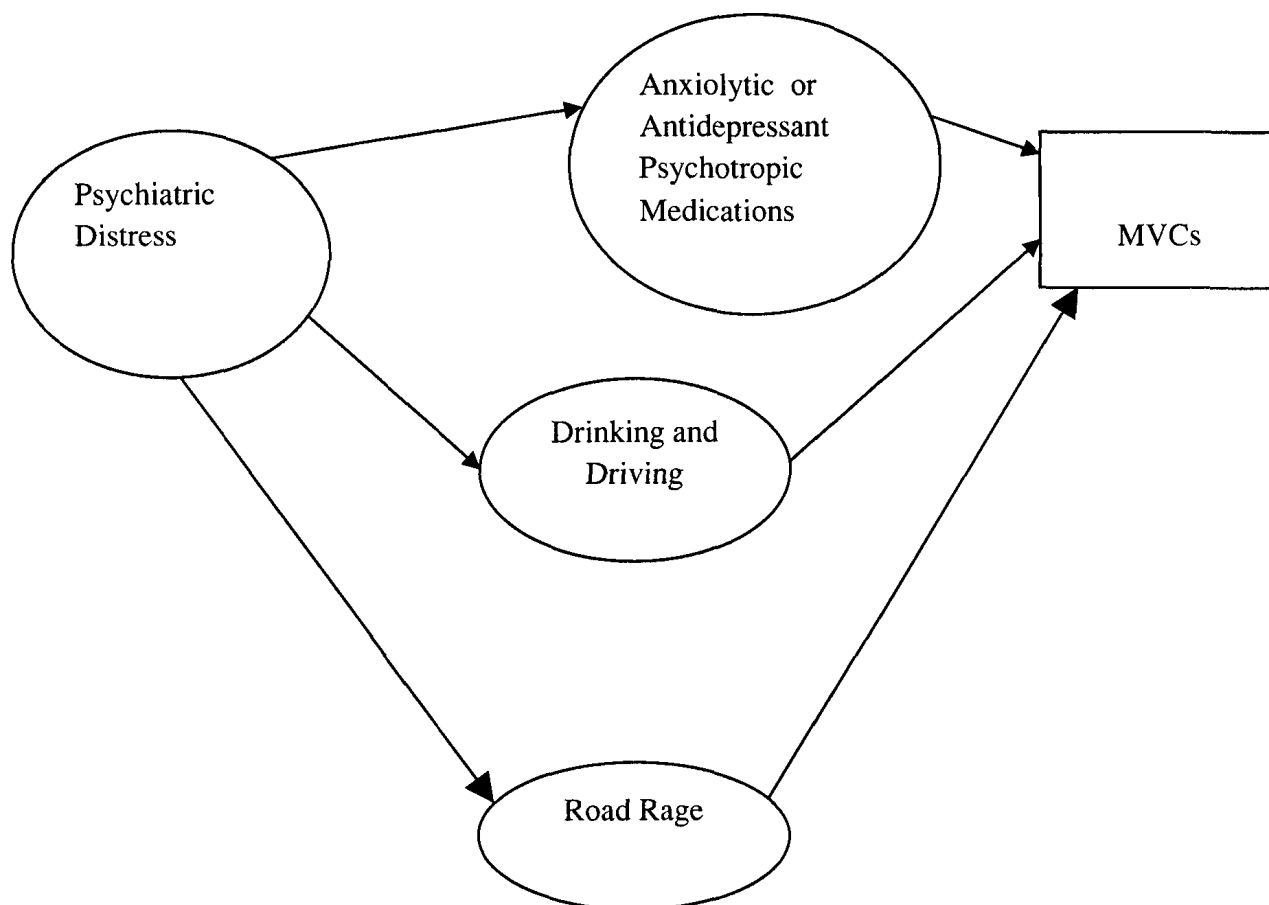 Psychiatric
Distress
Anxiolytic or
Antidepressant
Psychotropic
Medications
MVCs
Drinking and
Driving
Road Rage